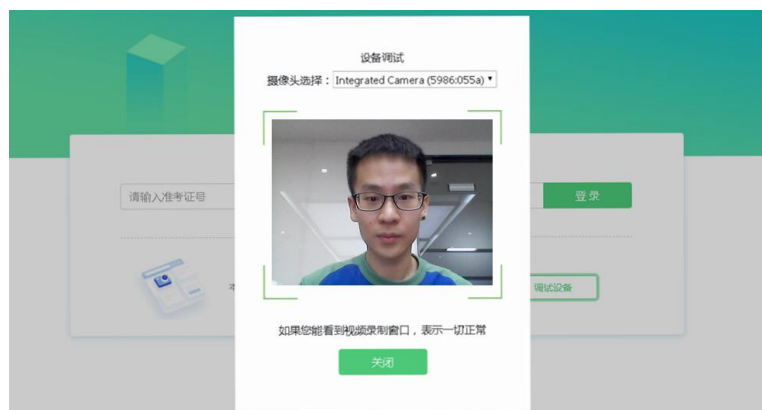 设备调试
摄像头选择： Integrated Camera (5986:055a)
请输入准考证号
登录
本
调试设备
如果您能看到视频录制窗口，表示一切正常
关闭